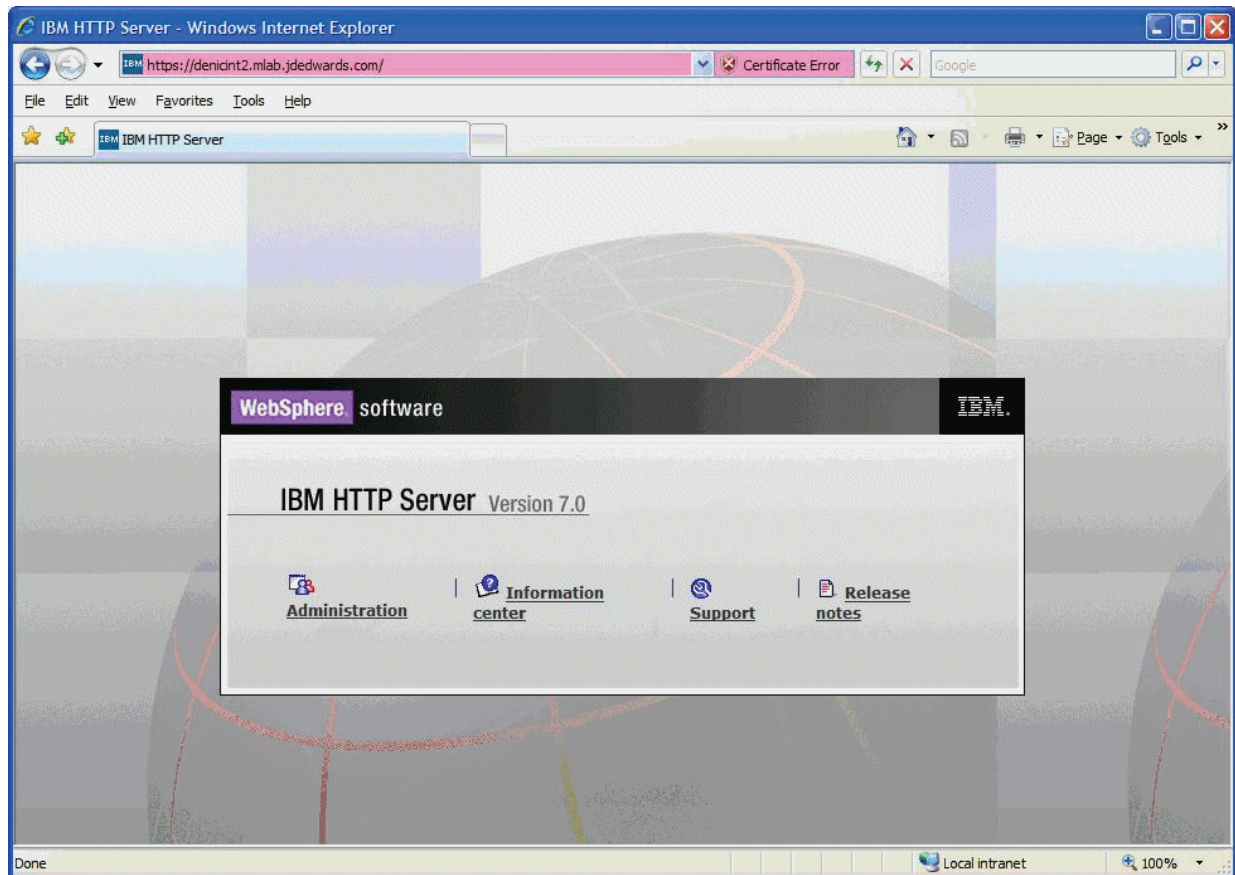 IBM HTTP Server - Windows Internet Explorer
IBM https://denicint2.mlab.jdedwards.com/ Certificate Error Google
File Edit View Favorites Tools Help
IBM IBM HTTP Server Page Tools »
WebSphere. software IBM.
IBM HTTP Server Version 7.0
Administration | Information center | Support | Release notes
Done Local intranet 100%